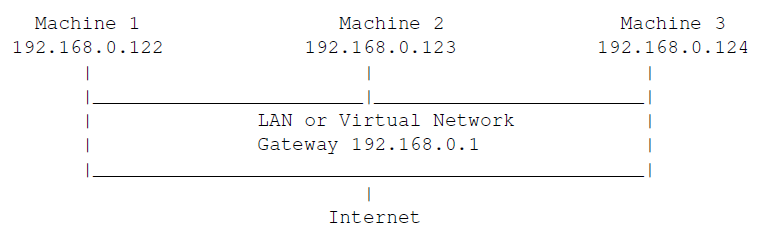 Machine 1 Machine 2 Machine 3
192.168.0.122 192.168.0.123 192.168.0.124
LAN or Virtual Network
Gateway 192.168.0.1
Internet